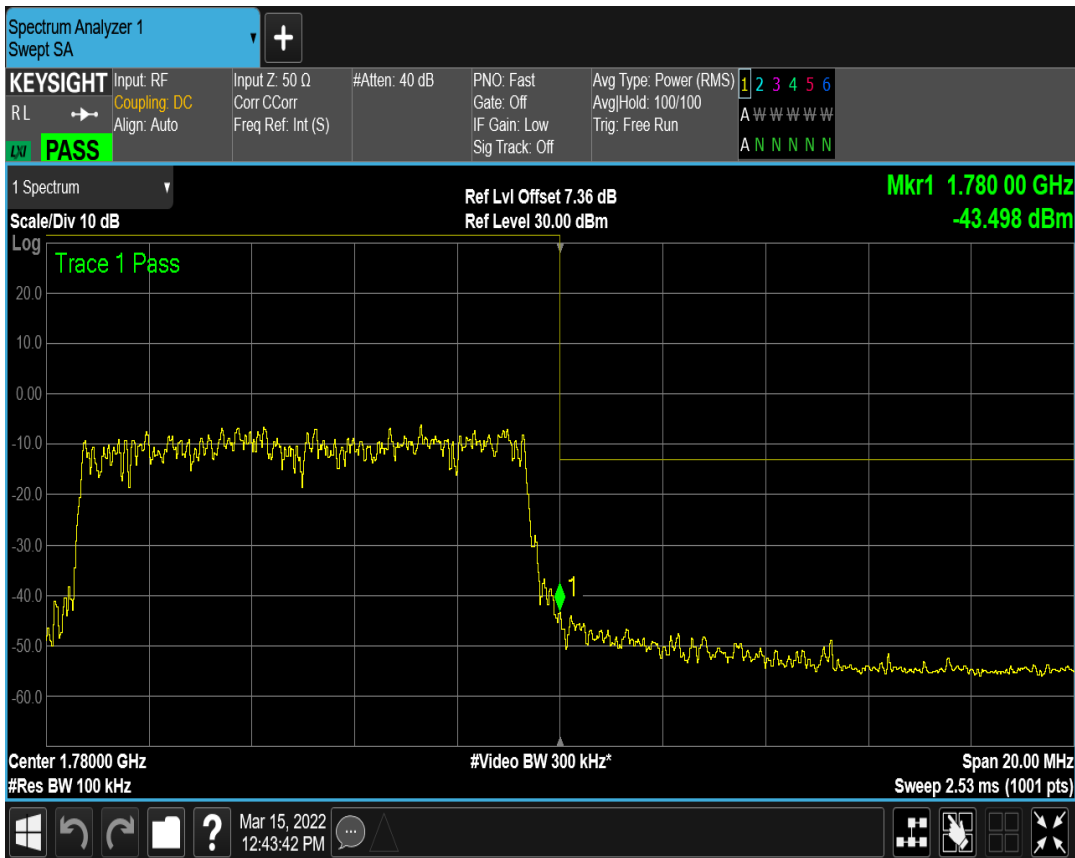 Spectrum Analyzer 1
Swept SA
+
KEYSIGHT
R L
LXI
PASS
Input: RF
Coupling: DC
Align: Auto
Input Z: 50 Ω
Corr CCorr
Freq Ref: Int (S)
#Atten: 40 dB
PNO: Fast
Gate: Off
IF Gain: Low
Sig Track: Off
Avg Type: Power (RMS)
Avg|Hold: 100/100
Trig: Free Run
1 2 3 4 5 6
A W W W W W
A N N N N N
1 Spectrum
Scale/Div 10 dB
Ref Lvl Offset 7.36 dB
Ref Level 30.00 dBm
Mkr1 1.780 00 GHz
-43.498 dBm
Log
Trace 1 Pass
20.0
10.0
0.00
-10.0
-20.0
-30.0
-40.0
-50.0
-60.0
1
Center 1.78000 GHz
#Res BW 100 kHz
#Video BW 300 kHz*
Span 20.00 MHz
Sweep 2.53 ms (1001 pts)
?
Mar 15, 2022
12:43:42 PM